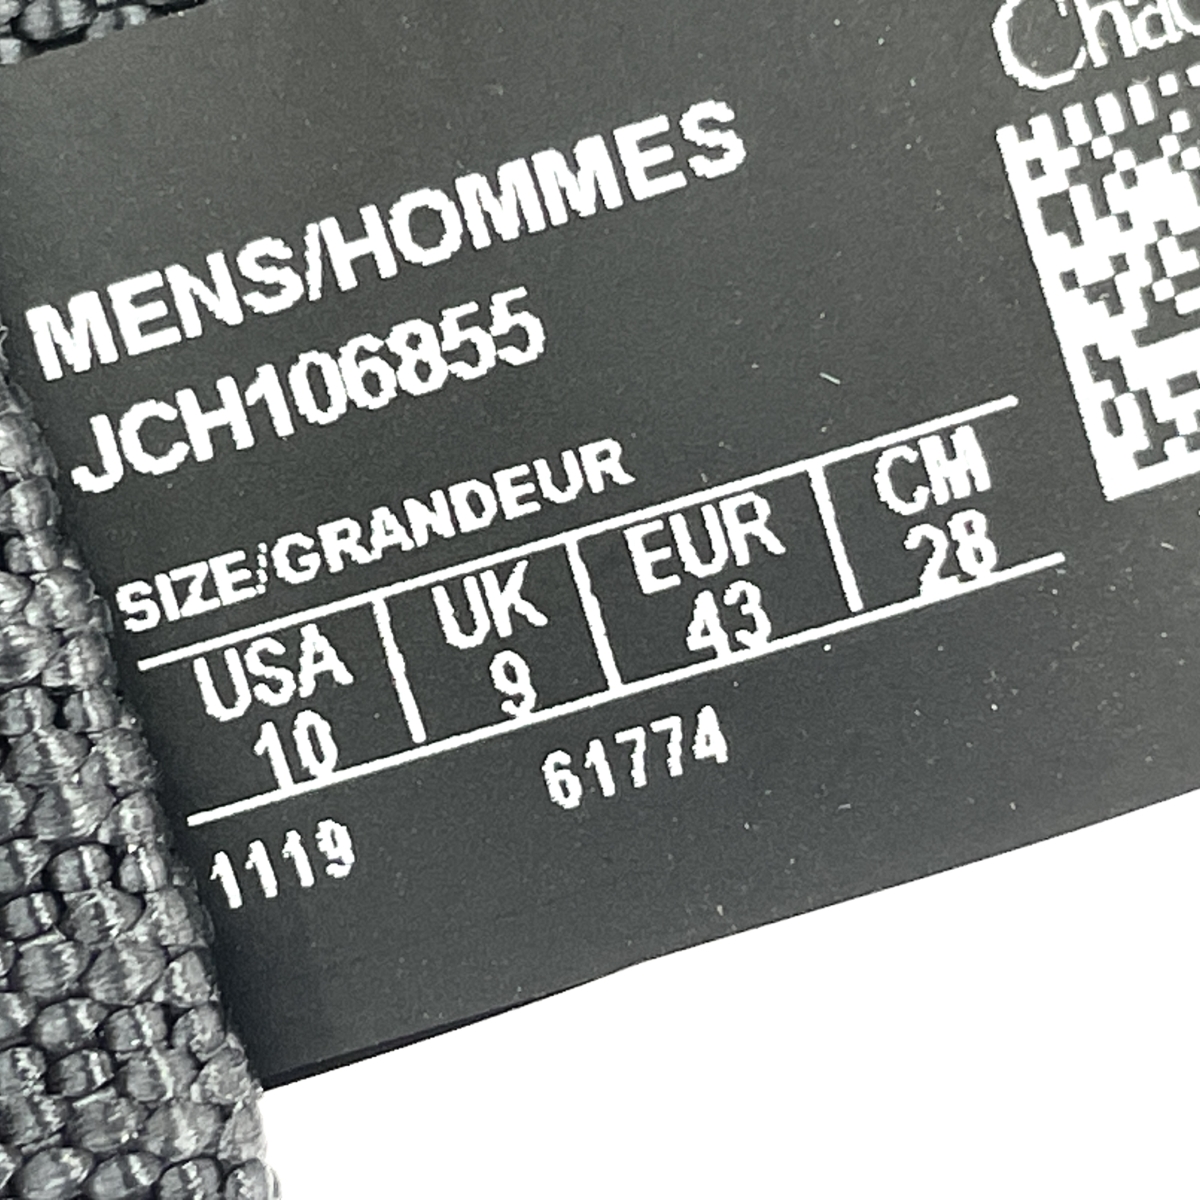 MENS/HOMMES
JCH106855
SIZE/GRANDEUR
USA UK EUR CM
10 9 43 28
61774
1119